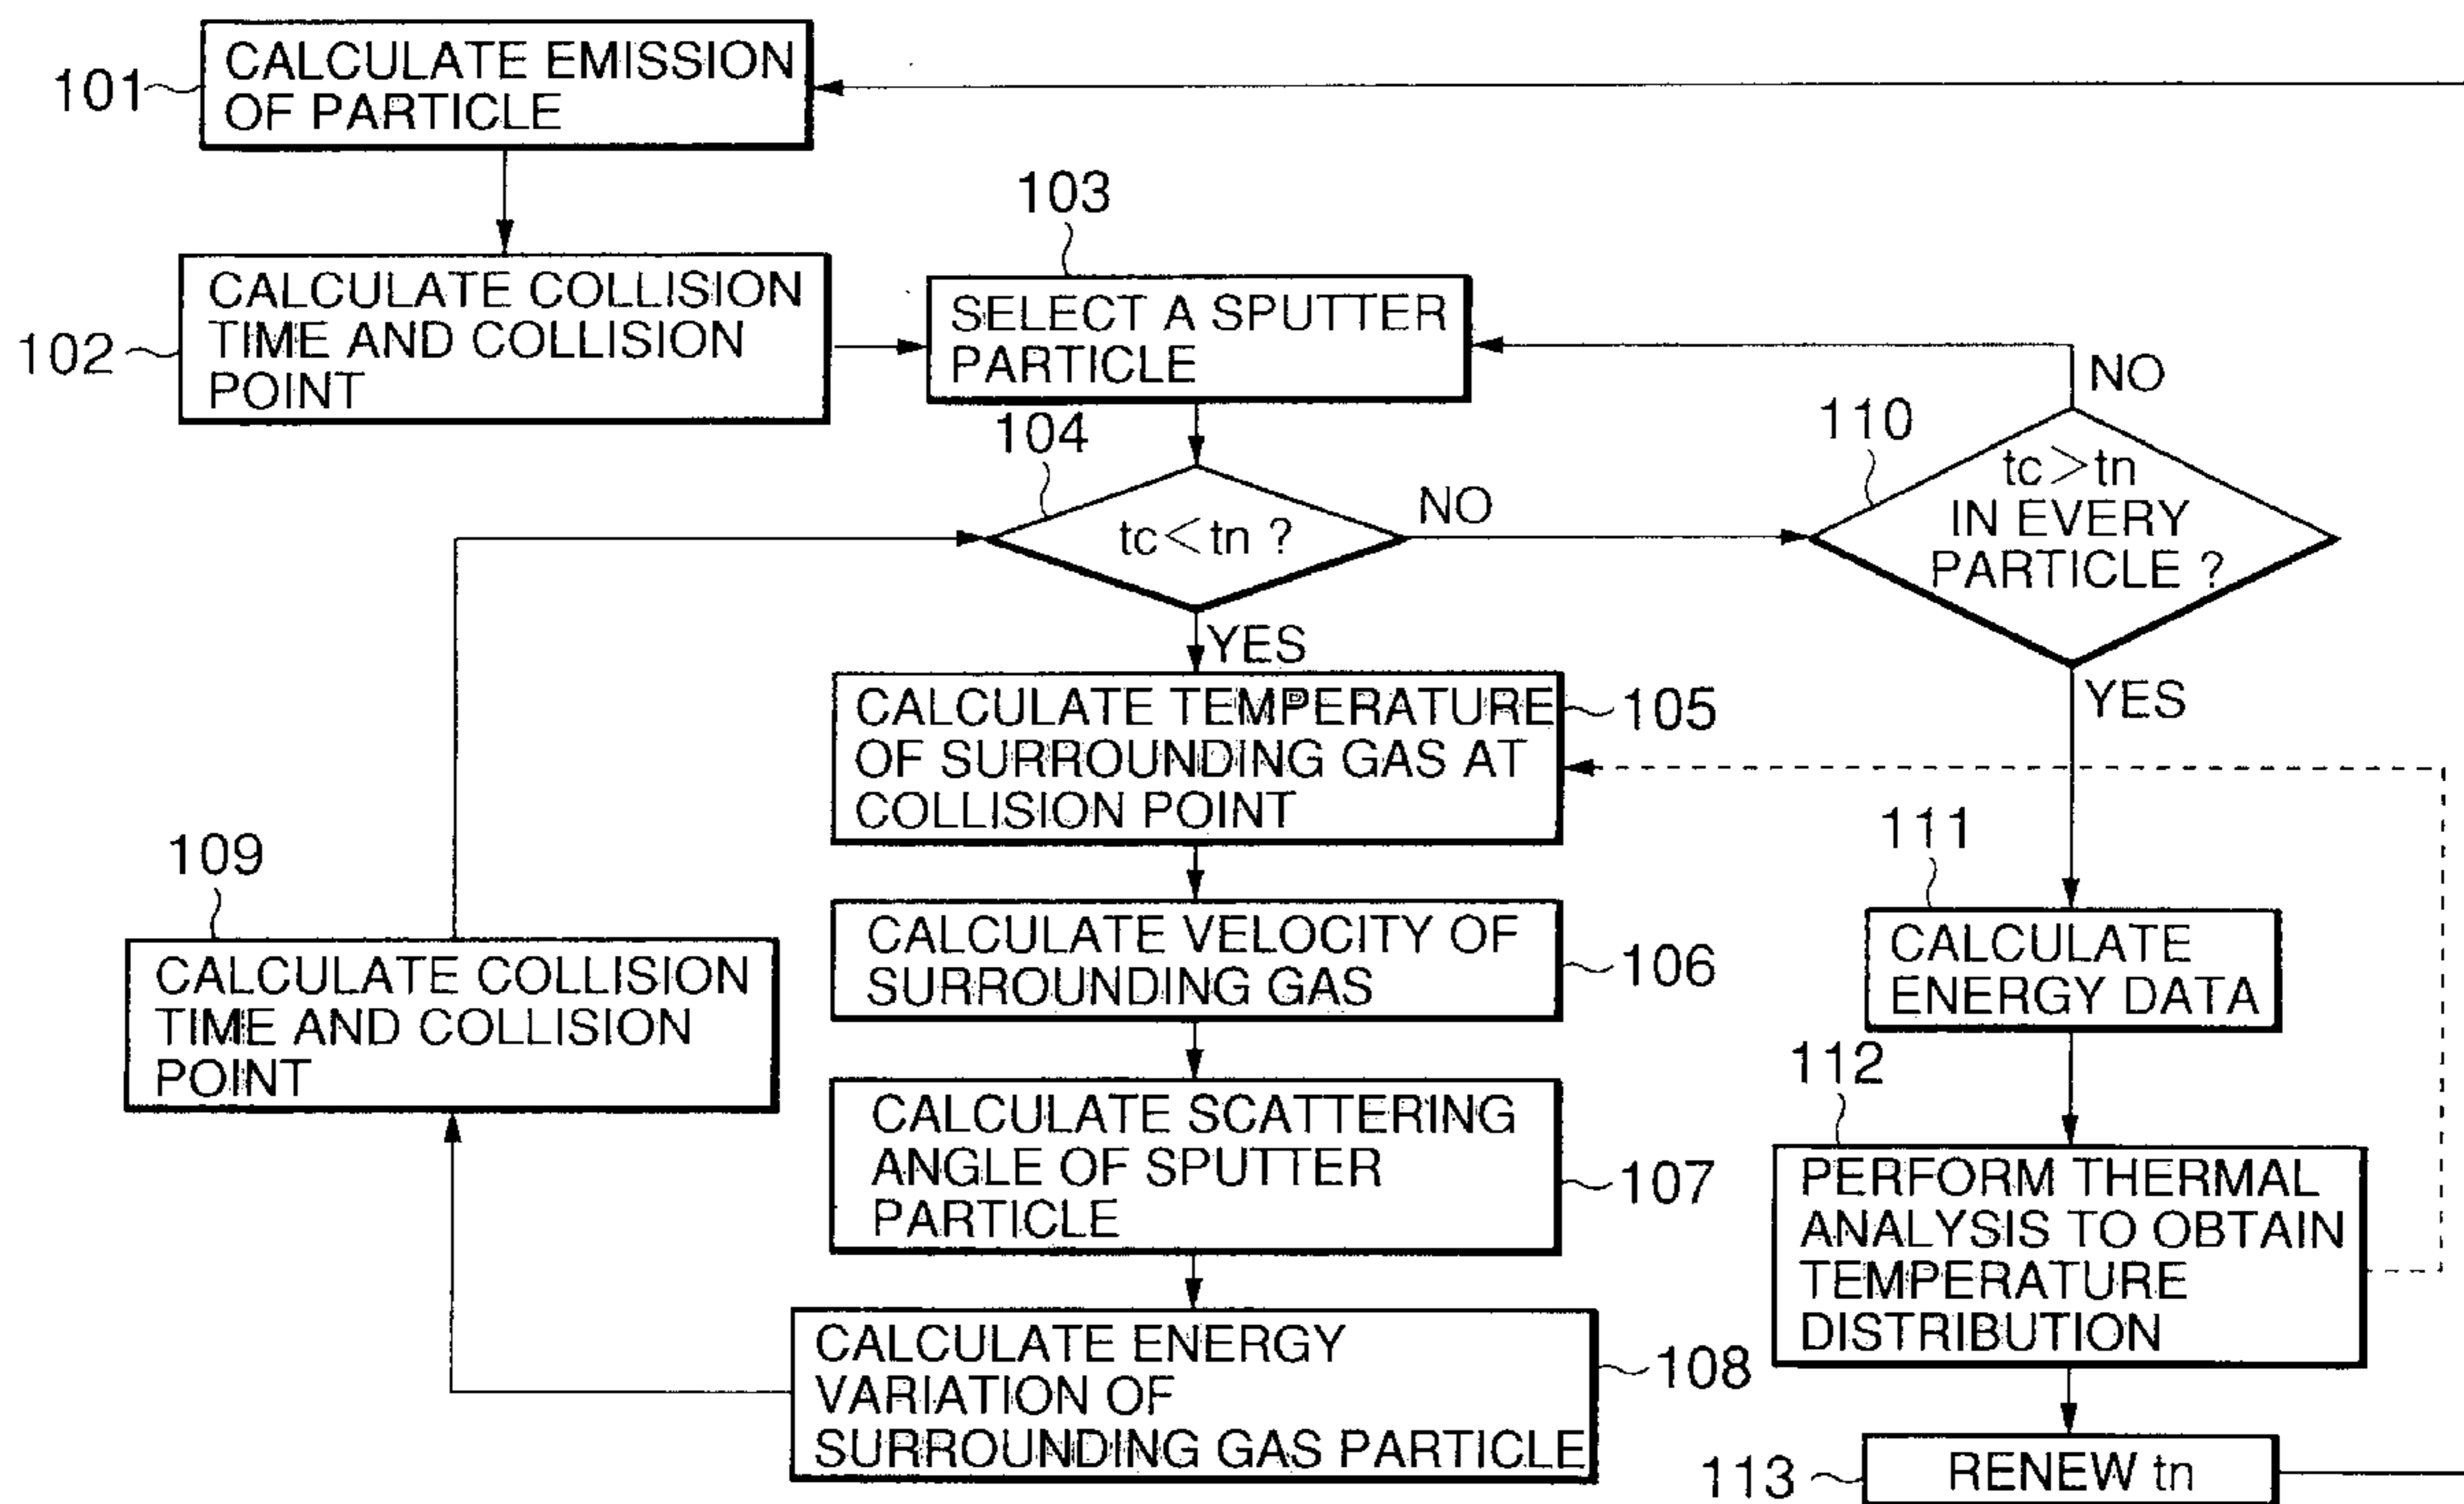 101
CALCULATE EMISSION
OF PARTICLE
102
CALCULATE COLLISION
TIME AND COLLISION
POINT
103
SELECT A SPUTTER
PARTICLE
104
tc<tn ?
NO
YES
110
tc>tn
IN EVERY
PARTICLE ?
NO
YES
CALCULATE TEMPERATURE
OF SURROUNDING GAS AT
COLLISION POINT
105
CALCULATE VELOCITY OF
SURROUNDING GAS
106
CALCULATE SCATTERING
ANGLE OF SPUTTER
PARTICLE
107
CALCULATE ENERGY
VARIATION OF
SURROUNDING GAS PARTICLE
108
109
CALCULATE COLLISION
TIME AND COLLISION
POINT
111
CALCULATE
ENERGY DATA
112
PERFORM THERMAL
ANALYSIS TO OBTAIN
TEMPERATURE
DISTRIBUTION
113
RENEW tn